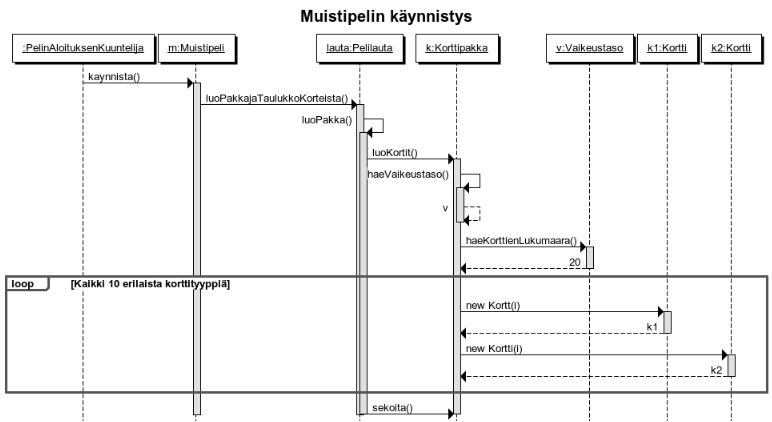 Muistipelin käynnistys
:PelinAloituksenKuuntelija m:Muistipeli lauta:Pelilauta k:Korttipakka v:Vaikeustaso k1:Kortti k2:Kortti
kaynnista()
luoPakkajaTaulukkoKorteista()
luoPakka()
luoKortit()
haeVaikeustaso()
v
haeKorttienLukumaara()
20
loop [Kaikki 10 erilaista korttityyppiä]
new Kortt(i)
k1
new Kortti(i)
k2
sekoita()